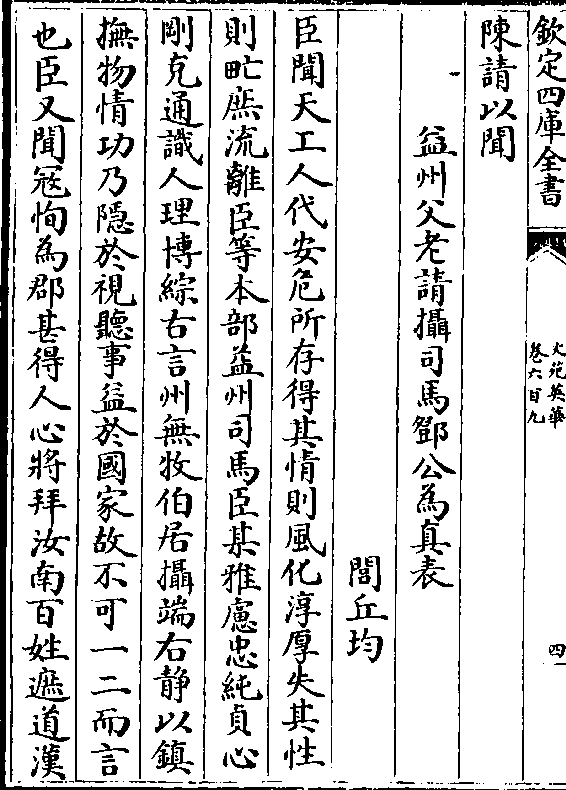 欽定四庫全書
文苑英華
卷六百九
四
陳請以聞
益州父老請攝司馬鄧公為真表
閭丘均
臣聞天工人代安危所存得其情則風化淳厚失其性
則甿庶流離臣等本部益州司馬臣某雅慮忠純貞心
剛克通識人理博綜右言州無牧伯居攝端右静以鎮
撫物情功乃隱於視聽事益於國家故不可一二而言
也臣又聞冦恂為郡甚得人心將拜汝南百姓遮道漢